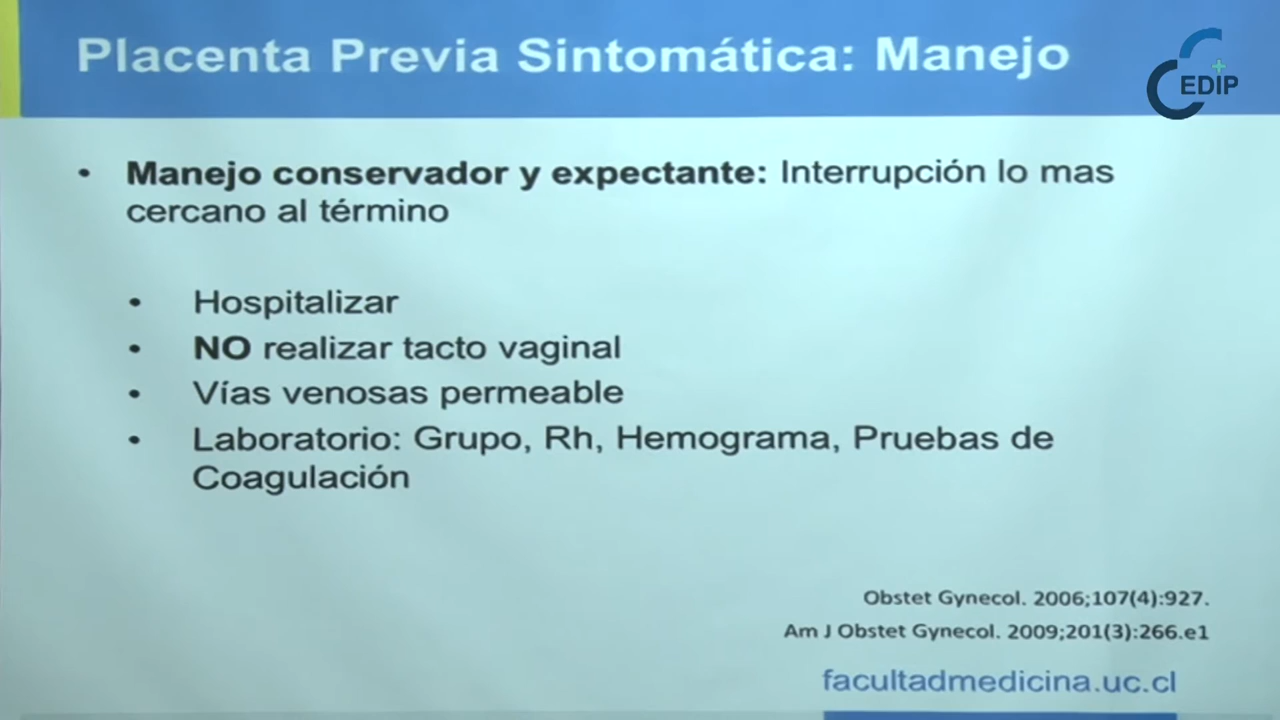 Placenta Previa Sintomática: Manejo
EDIP
• Manejo conservador y expectante: Interrupción lo mas
cercano al término
• Hospitalizar
• NO realizar tacto vaginal
• Vías venosas permeable
• Laboratorio: Grupo, Rh, Hemograma, Pruebas de
Coagulación
Obstet Gynecol. 2006;107(4):927.
Am J Obstet Gynecol. 2009;201(3):266.e1
facultadmedicina.uc.cl